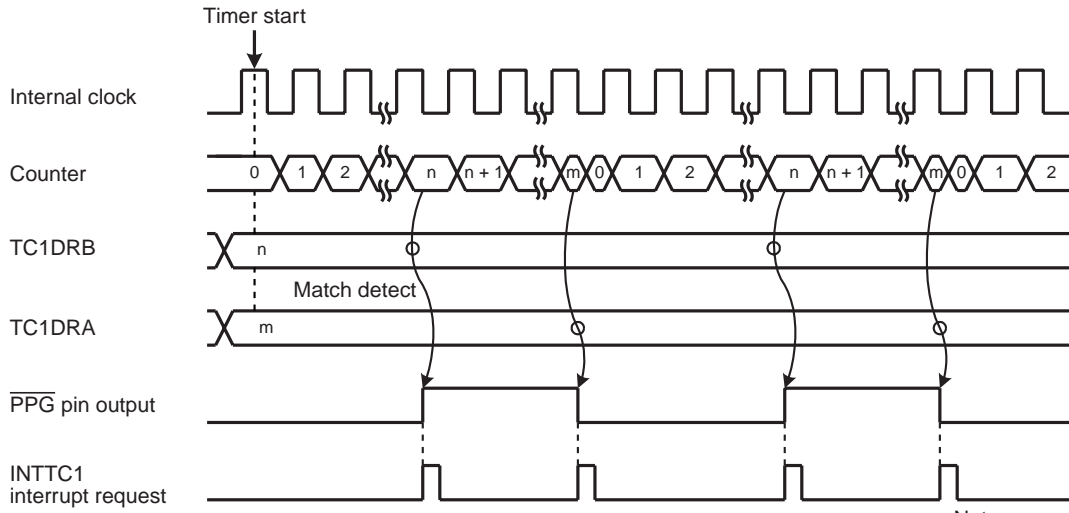 Timer start
Internal clock
Counter
0 1 2 n n + 1 m 0 1 2 n n + 1 m 0 1 2
TC1DRB
n
Match detect
TC1DRA
m
PPG pin output
INTTC1
interrupt request